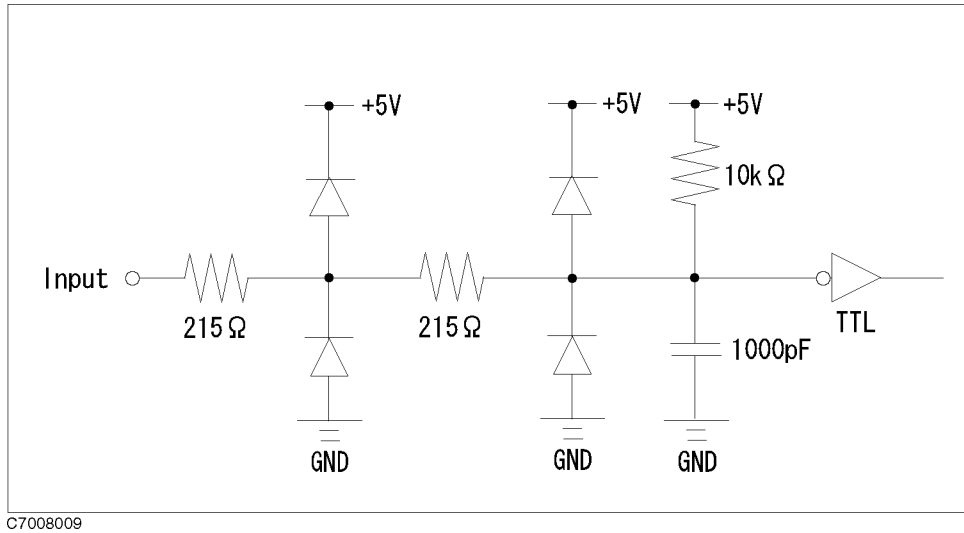 +5V
+5V
+5V
10kΩ
Input
215Ω
215Ω
TTL
1000pF
GND
GND
GND
C7008009